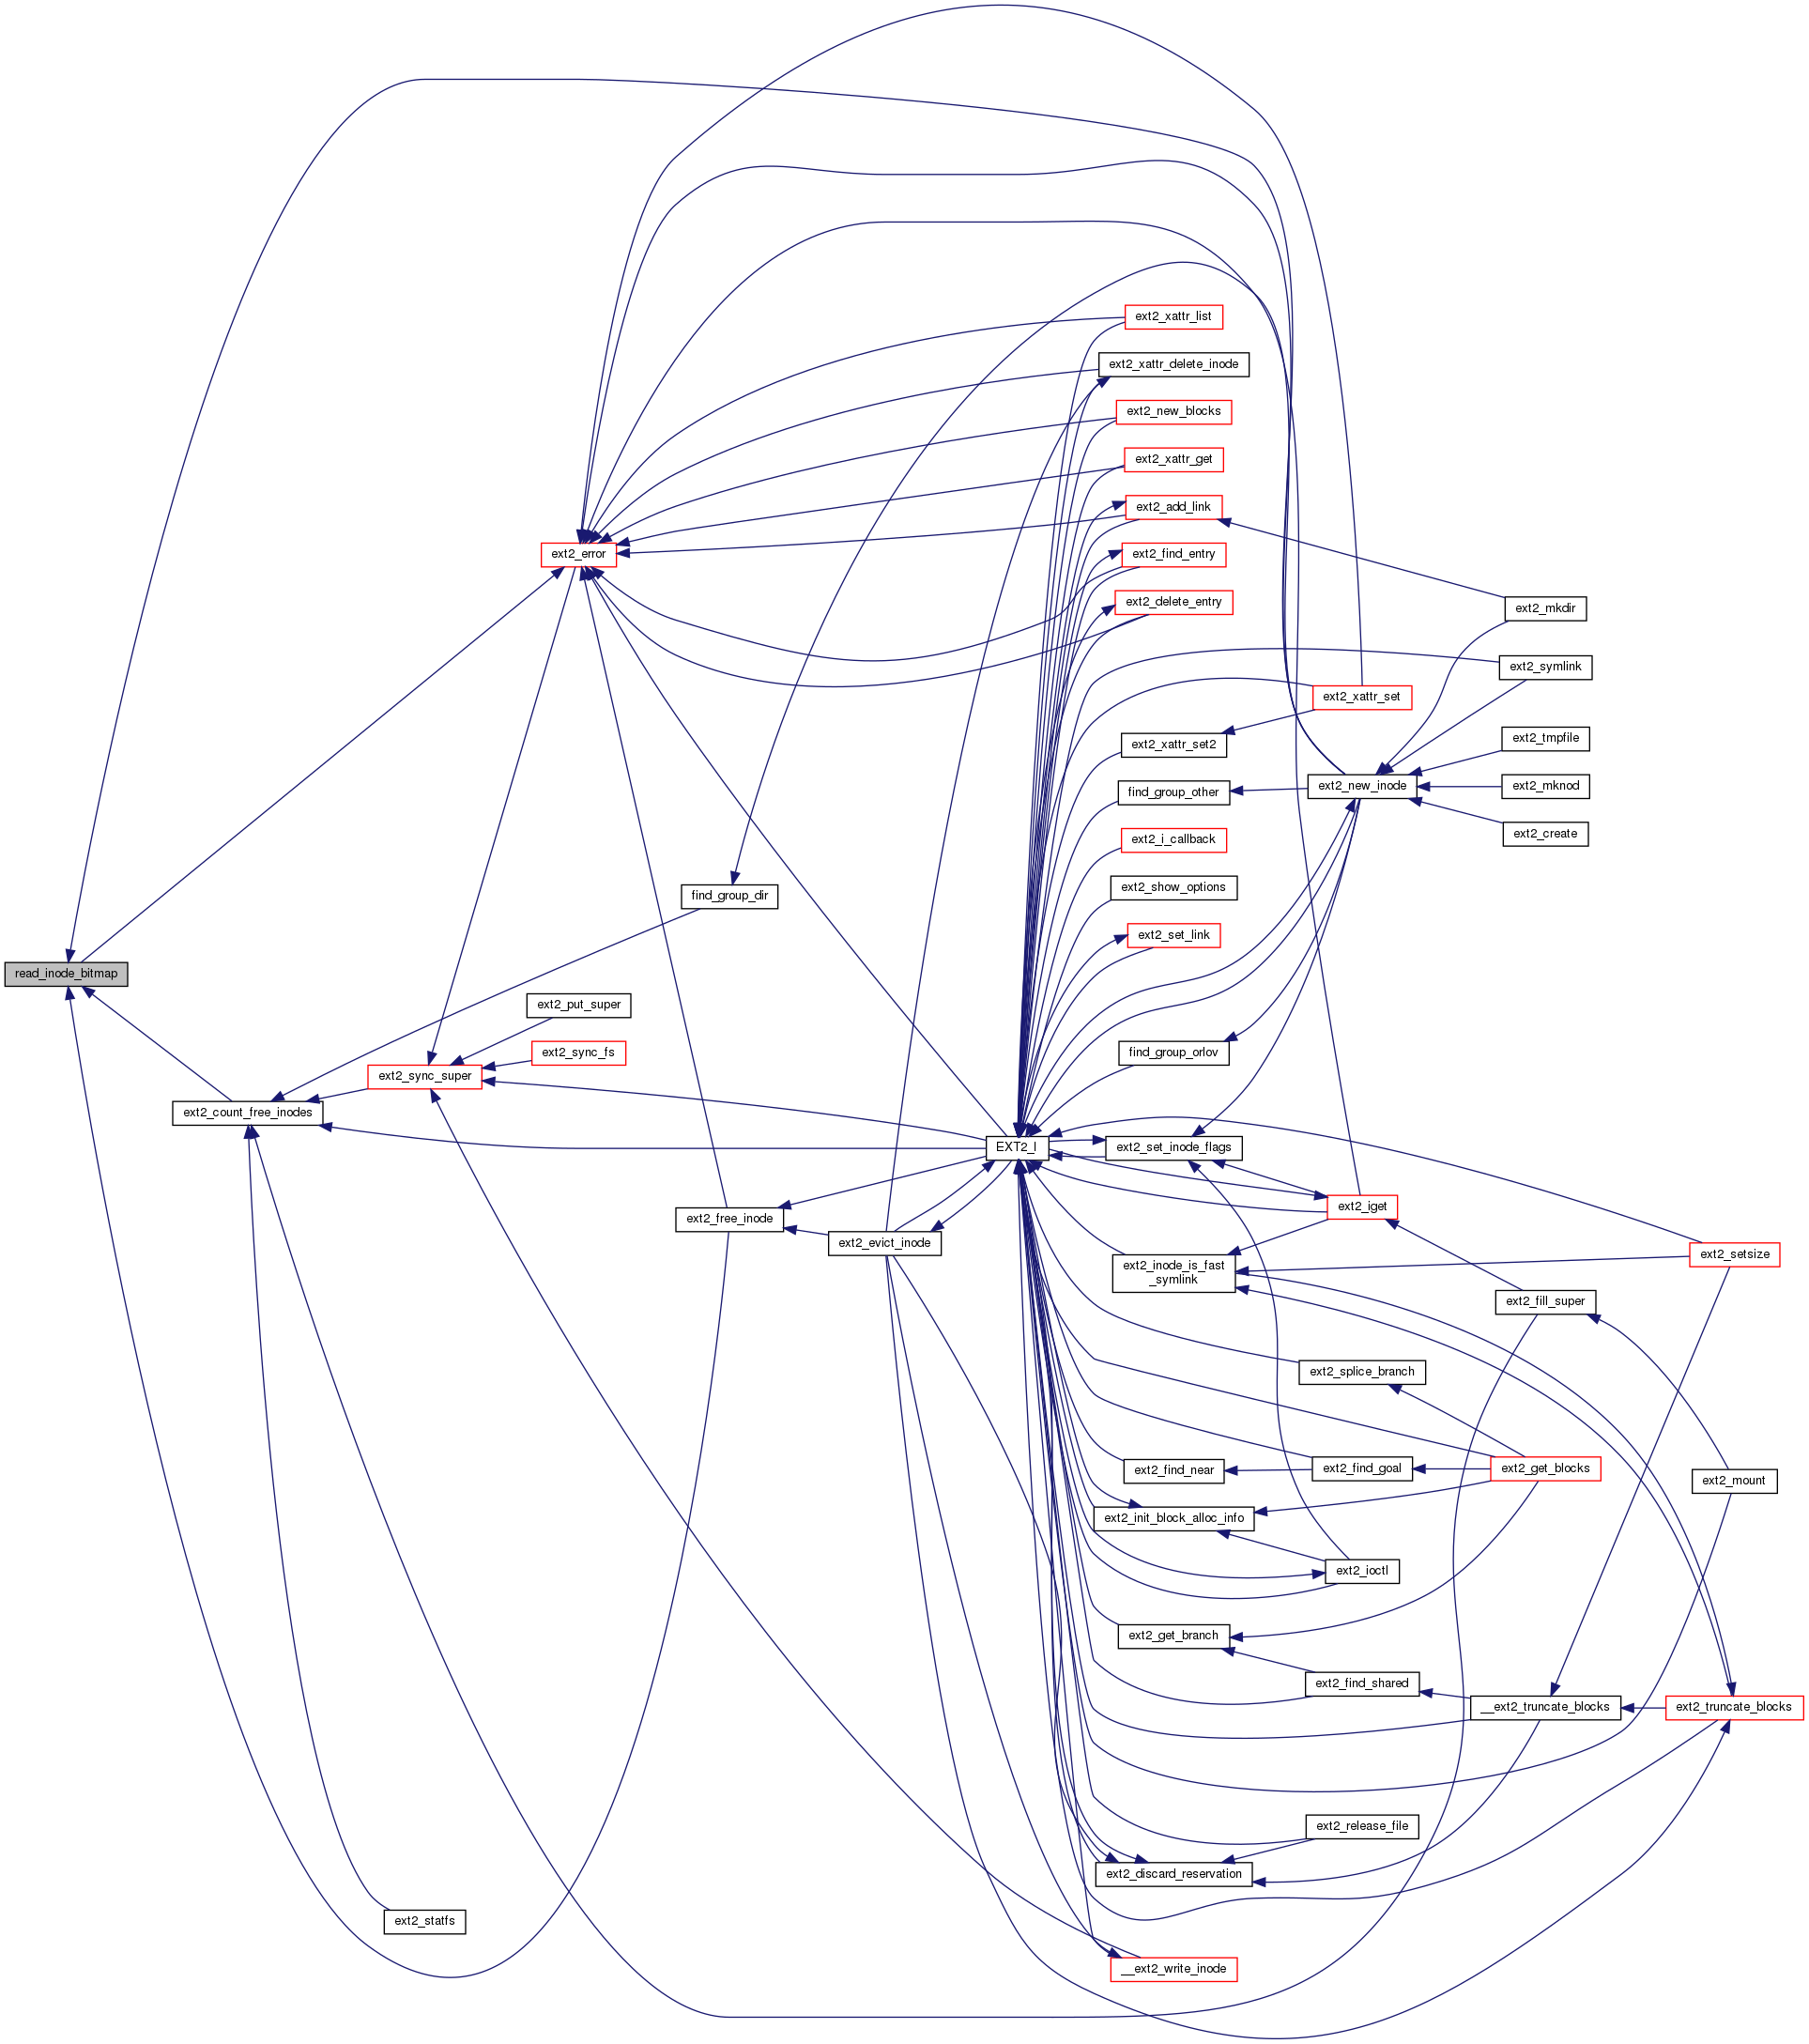 ext2_xattr_list
ext2_xattr_delete_inode
ext2_new_blocks
ext2_xattr_get
ext2_add_link
ext2_error
ext2_find_entry
ext2_delete_entry
ext2_mkdir
ext2_symlink
ext2_xattr_set
ext2_xattr_set2
ext2_tmpfile
find_group_other
ext2_new_inode
ext2_mknod
ext2_i_callback
ext2_create
find_group_dir
ext2_show_options
ext2_set_link
read_inode_bitmap
ext2_put_super
ext2_sync_fs
find_group_orlov
ext2_sync_super
ext2_count_free_inodes
EXT2_I
ext2_set_inode_flags
ext2_iget
ext2_free_inode
ext2_evict_inode
ext2_setsize
ext2_inode_is_fast
_symlink
ext2_fill_super
ext2_splice_branch
ext2_find_near
ext2_find_goal
ext2_get_blocks
ext2_mount
ext2_init_block_alloc_info
ext2_ioctl
ext2_get_branch
ext2_find_shared
__ext2_truncate_blocks
ext2_truncate_blocks
ext2_release_file
ext2_discard_reservation
ext2_statfs
__ext2_write_inode